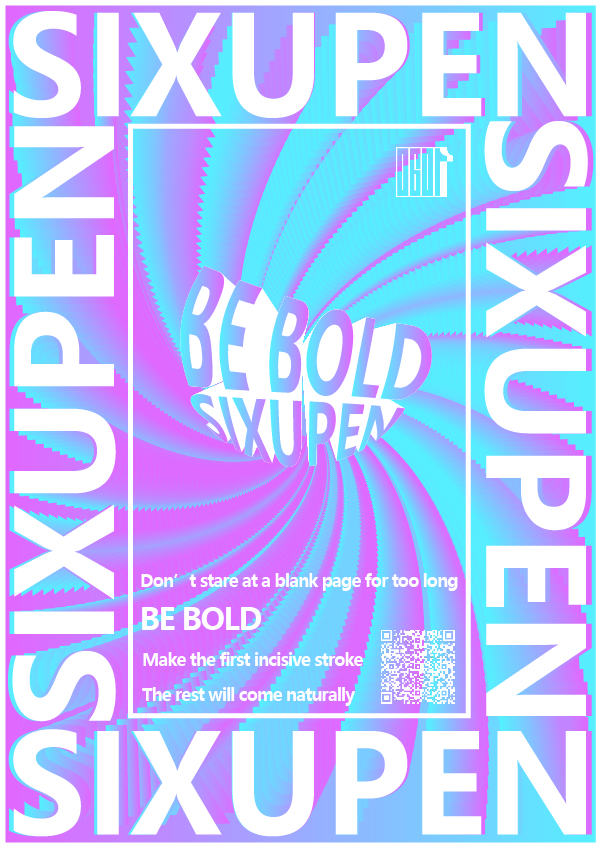 SIXUPEN
SIXUPEN
SIXUPEN
BE BOLD
SIXUPEN
Don’t stare at a blank page for too long
BE BOLD
Make the first incisive stroke
The rest will come naturally
SIXUPEN